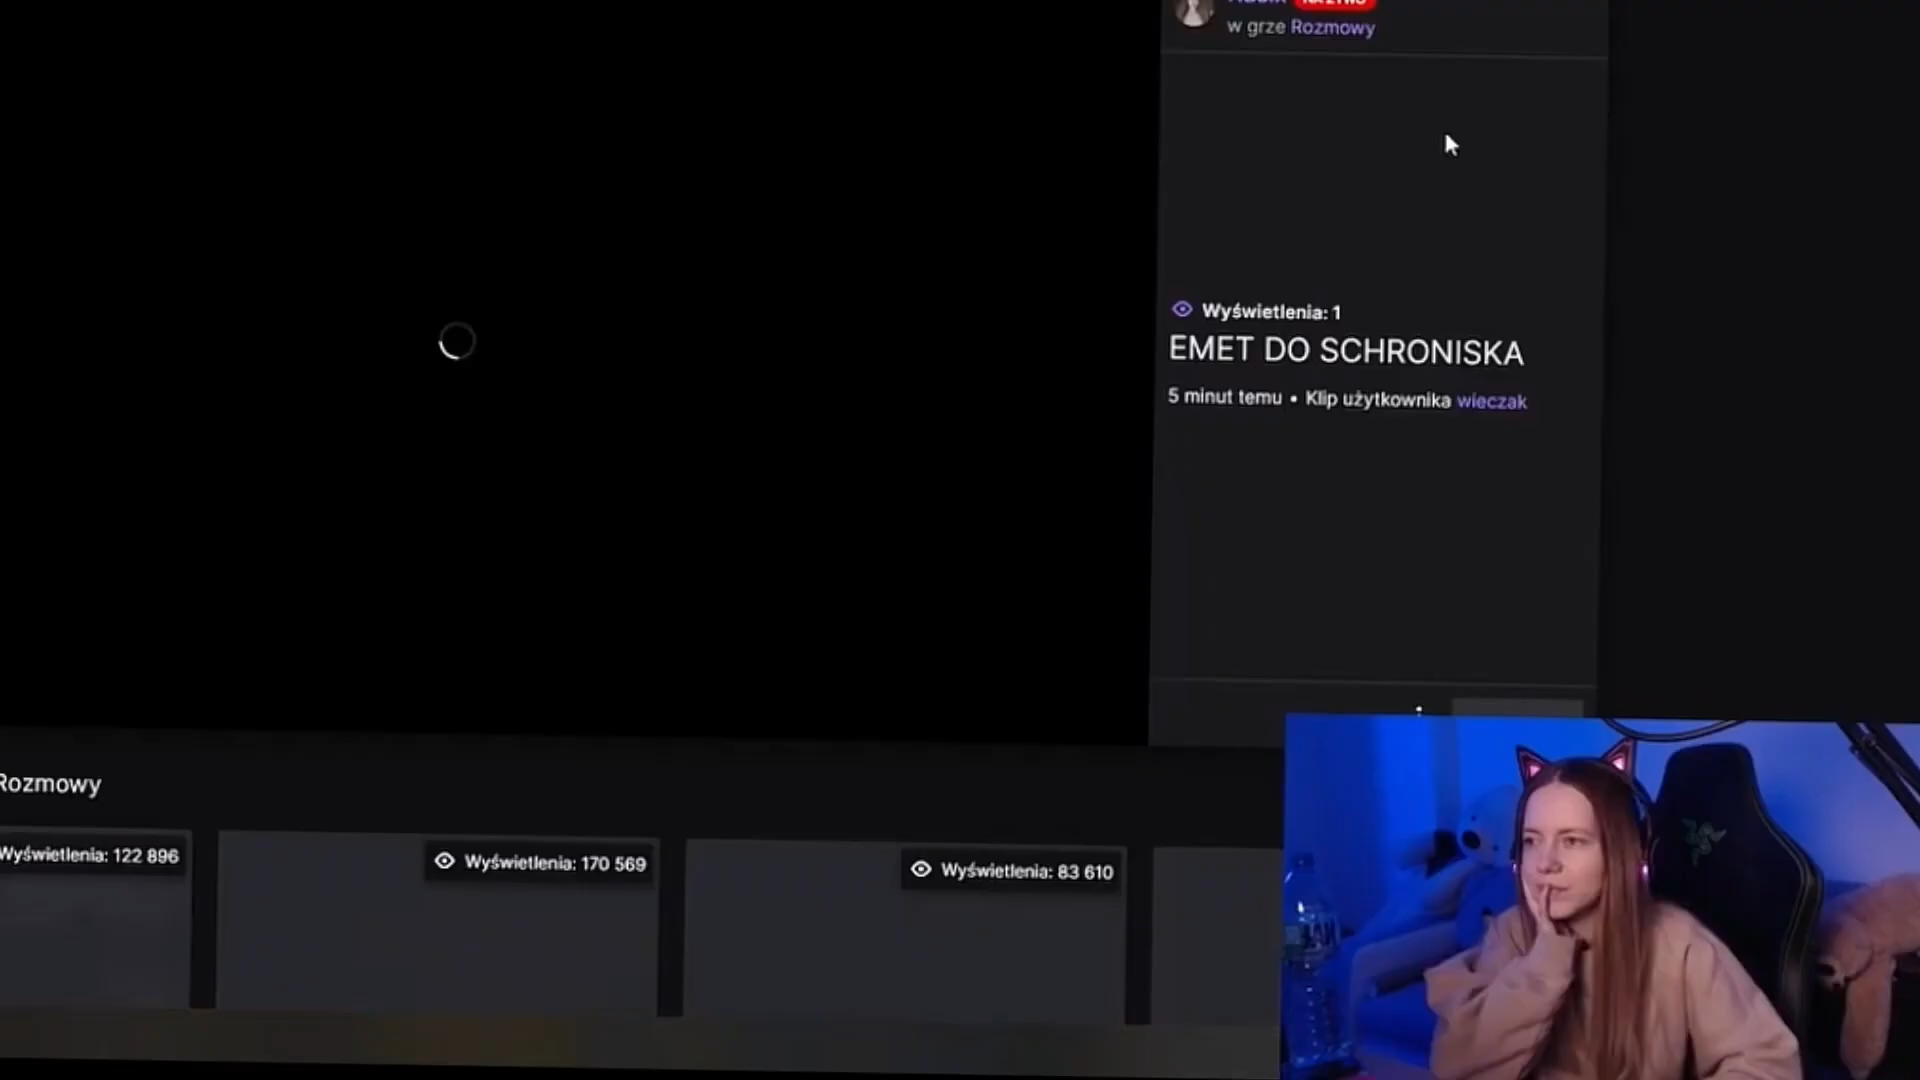 w grze Rozmowy
Wyświetlenia: 1
EMET DO SCHRONISKA
5 minut temu • Klip użytkownika wieczak
Rozmowy
Wyświetlenia: 122 896
Wyświetlenia: 170 569
Wyświetlenia: 83 610